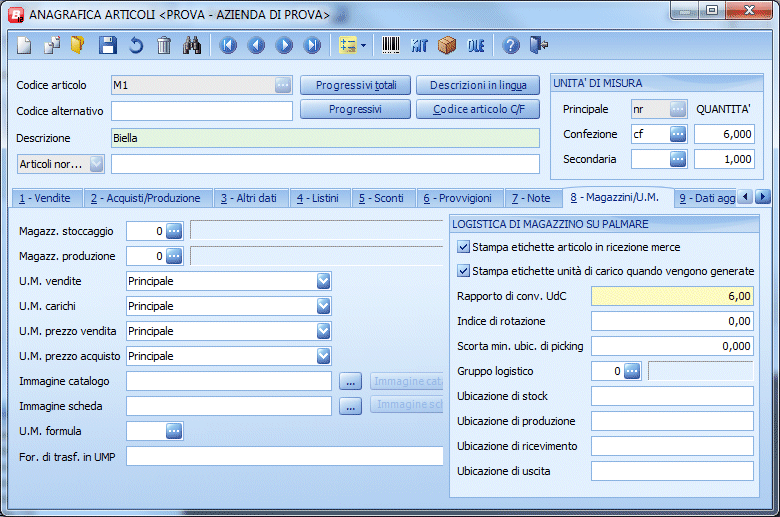 ANAGRAFICA ARTICOLI <PROVA - AZIENDA DI PROVA>
KIT OLE
Codice articolo M1 Progressivi totali Descrizioni in lingua
Codice alternativo Progressivi Codice articolo C/F
Descrizione Biella
Articoli nor...
UNITA' DI MISURA
Principale nr QUANTITA'
Confezione cf 6,000
Secondaria 1,000
1 - Vendite 2 - Acquisti/Produzione 3 - Altri dati 4 - Listini 5 - Sconti 6 - Provvigioni 7 - Note 8 - Magazzini/U.M. 9 - Dati agg
Magazz. stoccaggio 0
Magazz. produzione 0
U.M. vendite Principale
U.M. carichi Principale
U.M. prezzo vendita Principale
U.M. prezzo acquisto Principale
Immagine catalogo ... Immagine cata
Immagine scheda ... Immagine sch
U.M. formula
For. di trasf. in UMP
LOGISTICA DI MAGAZZINO SU PALMARE
Stampa etichette articolo in ricezione merce
Stampa etichette unità di carico quando vengono generate
Rapporto di conv. UdC 6,00
Indice di rotazione 0,00
Scorta min. ubic. di picking 0,000
Gruppo logistico 0
Ubicazione di stock
Ubicazione di produzione
Ubicazione di ricevimento
Ubicazione di uscita